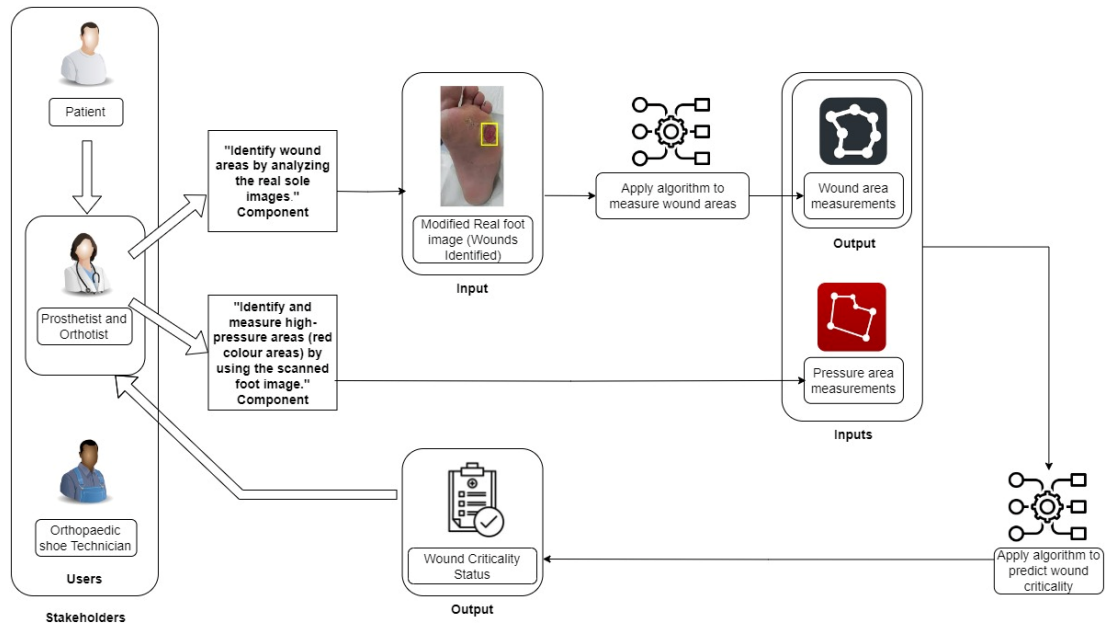 Patient
Prosthetist and
Orthotist
Orthopaedic
shoe Technician
Users
Stakeholders
"Identify wound
areas by analyzing
the real sole
images."
Component
"Identify and
measure high-
pressure areas (red
colour areas) by
using the scanned
foot image."
Component
Modified Real foot
image (Wounds
Identified)
Input
Apply algorithm to
measure wound areas
Wound area
measurements
Output
Pressure area
measurements
Inputs
Apply algorithm to
predict wound
criticality
Wound Criticality
Status
Output